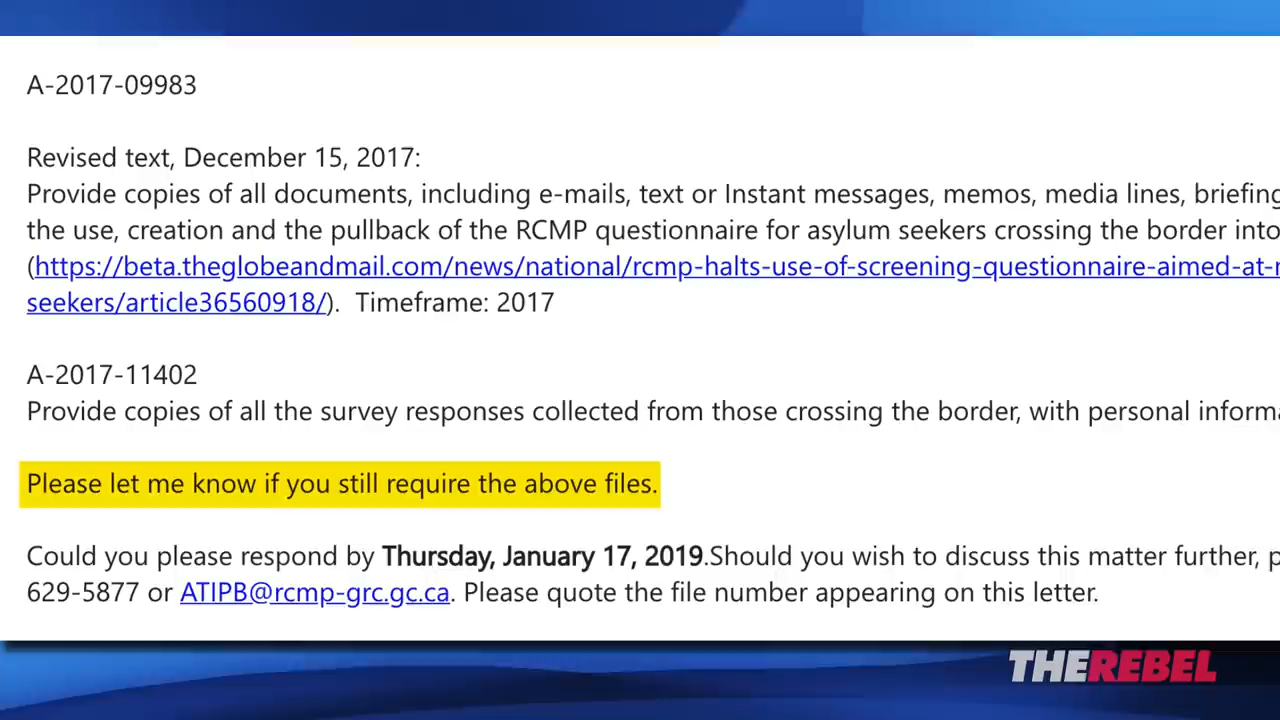 A-2017-09983
Revised text, December 15, 2017:
Provide copies of all documents, including e-mails, text or Instant messages, memos, media lines, briefing
the use, creation and the pullback of the RCMP questionnaire for asylum seekers crossing the border into
(https://beta.theglobeandmail.com/news/national/rcmp-halts-use-of-screening-questionnaire-aimed-at-
seekers/article36560918/).  Timeframe: 2017
A-2017-11402
Provide copies of all the survey responses collected from those crossing the border, with personal informa
Please let me know if you still require the above files.
Could you please respond by Thursday, January 17, 2019.Should you wish to discuss this matter further, p
629-5877 or ATIPB@rcmp-grc.gc.ca. Please quote the file number appearing on this letter.
THEREBEL